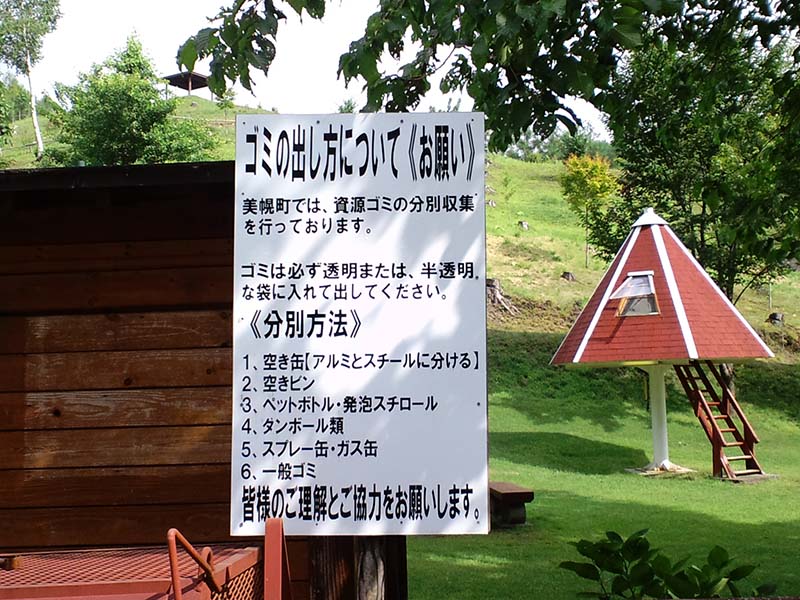 ゴミの出し方について《お願い》
美幌町では、資源ゴミの分別収集
を行っております。
ゴミは必ず透明または、半透明
な袋に入れて出してください。
《分別方法》
1、空き缶【アルミとスチールに分ける】
2、空きビン
3、ペットボトル・発泡スチロール
4、タンボール類
5、スプレー缶・ガス缶
6、一般ゴミ
皆様のご理解とご協力をお願いします。